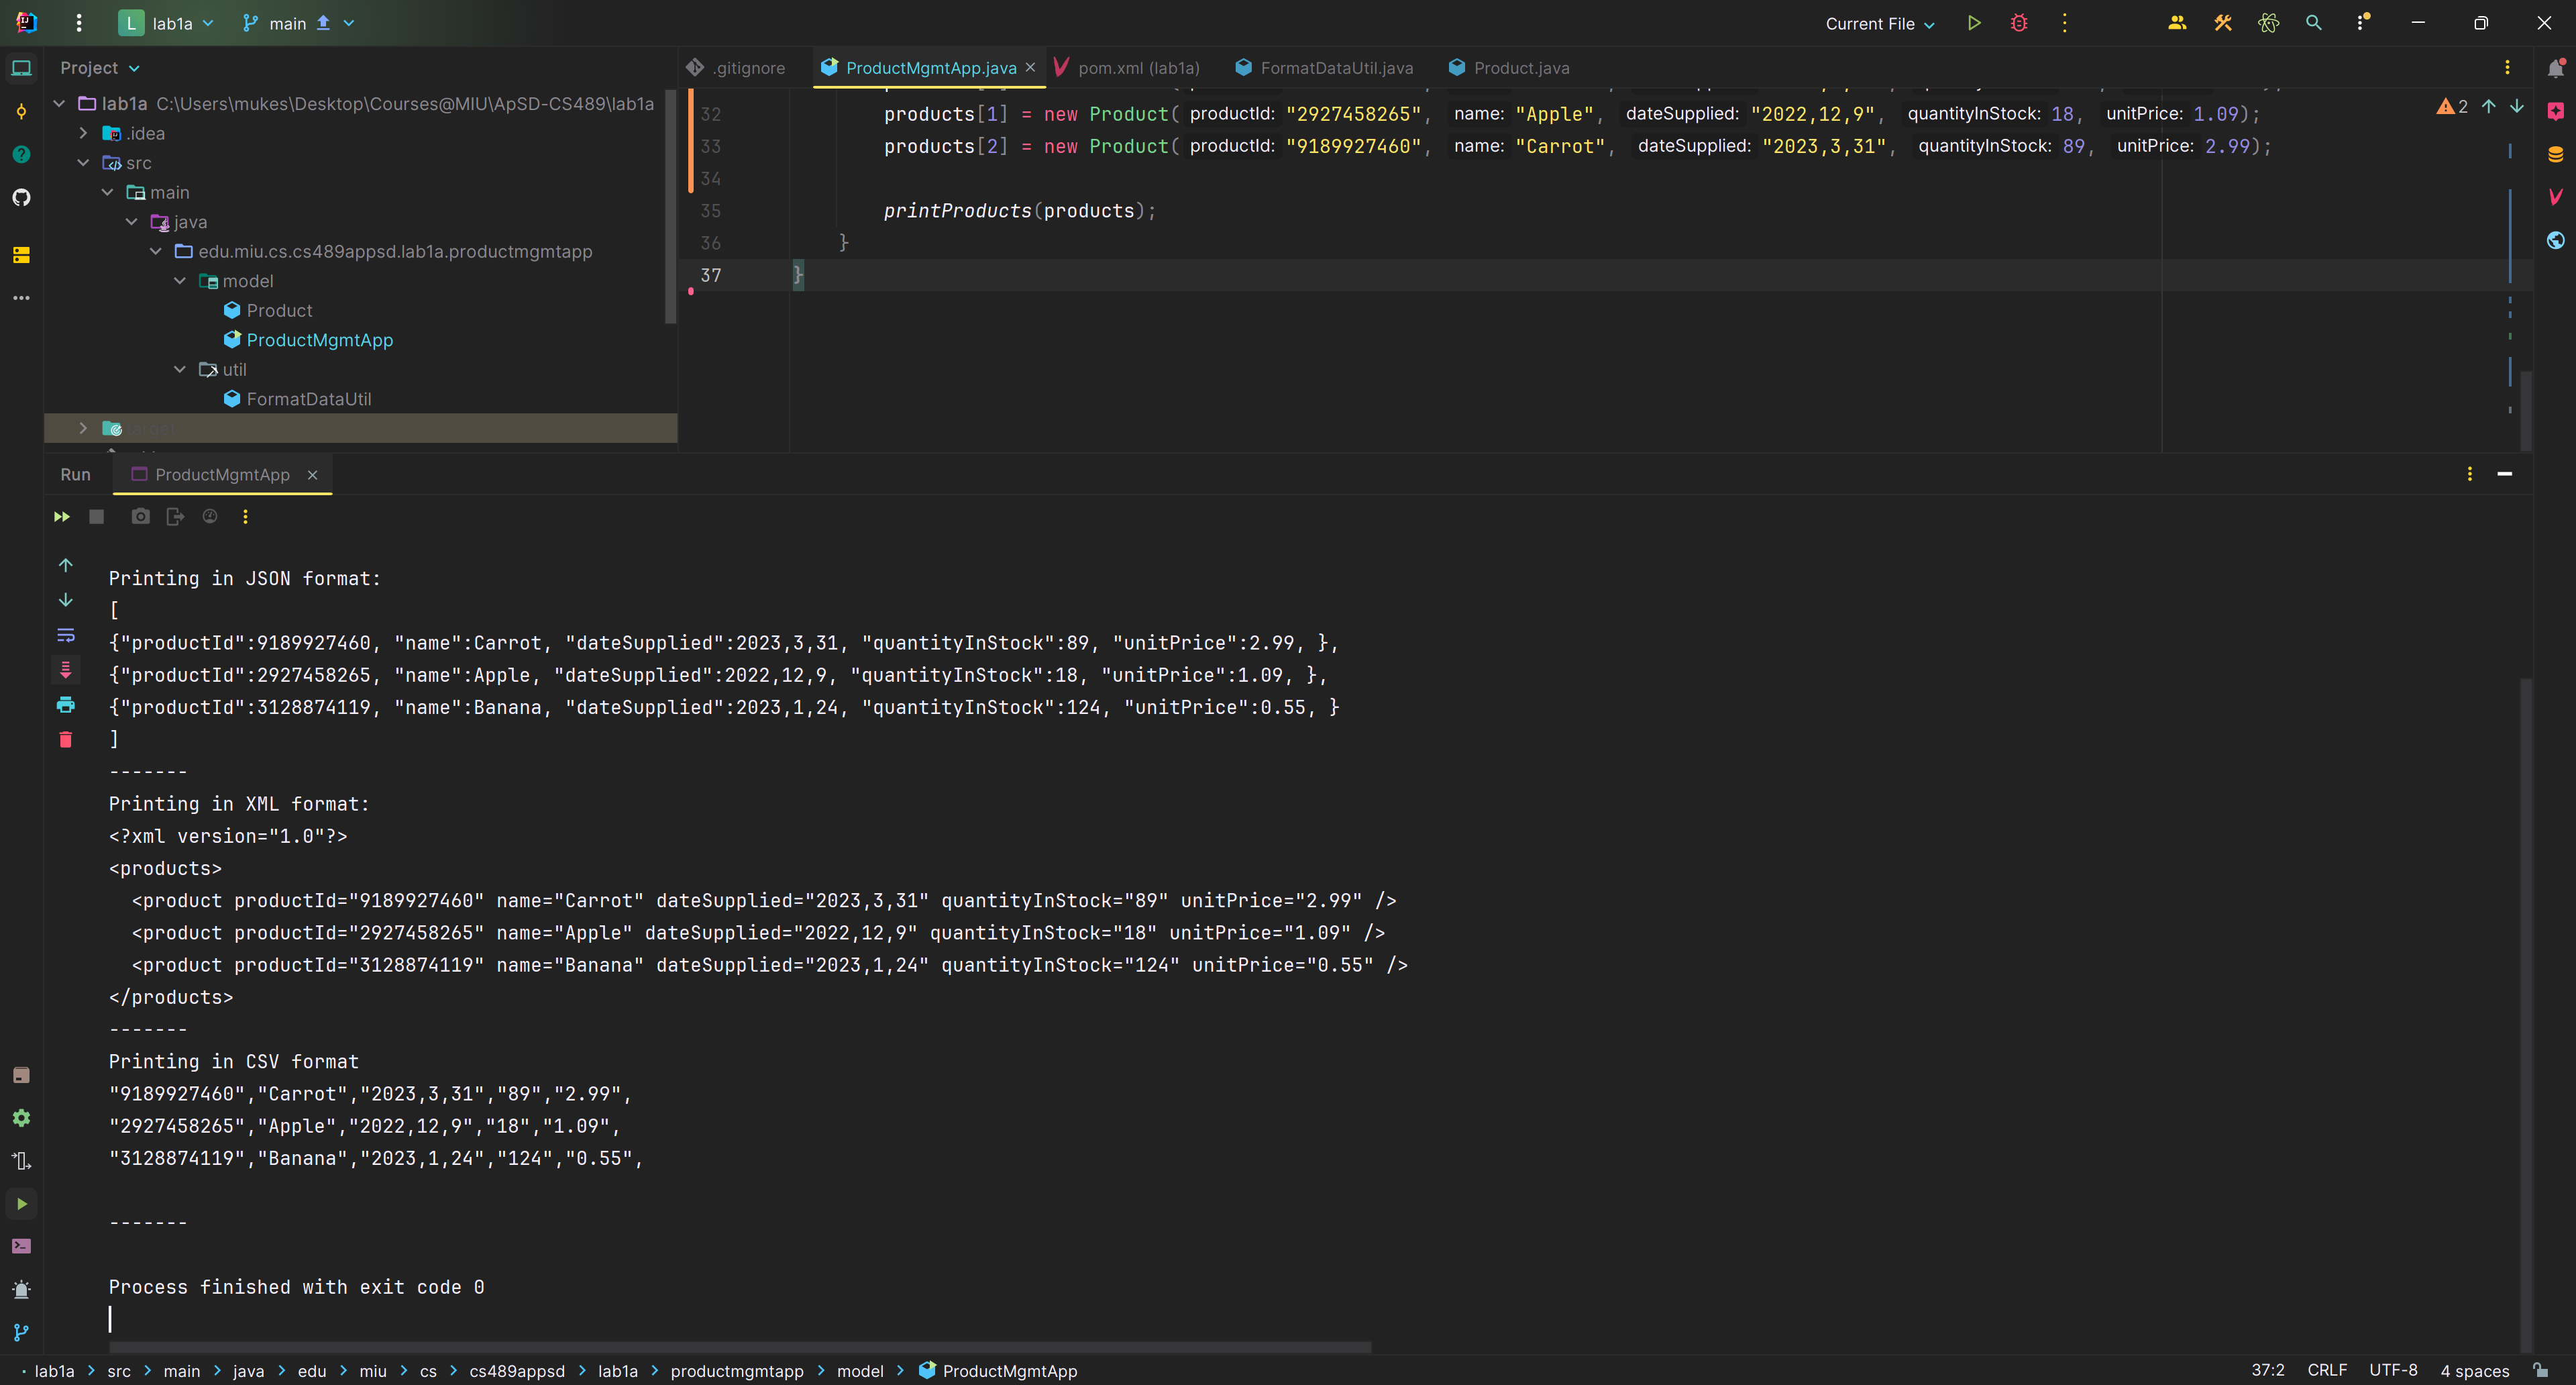 L lab1a main Current File
Project
.gitignore ProductMgmtApp.java pom.xml (lab1a) FormatDataUtil.java Product.java
lab1a C:\Users\mukes\Desktop\Courses@MIU\ApSD-CS489\lab1a
.idea
src
main
java
edu.miu.cs.cs489appsd.lab1a.productmgmtapp
model
Product
ProductMgmtApp
util
FormatDataUtil
target
32 products[1] = new Product( productId: "2927458265", name: "Apple", dateSupplied: "2022,12,9", quantityInStock: 18, unitPrice: 1.09);
33 products[2] = new Product( productId: "9189927460", name: "Carrot", dateSupplied: "2023,3,31", quantityInStock: 89, unitPrice: 2.99);
34
35 printProducts(products);
36 }
37 }
2
Run ProductMgmtApp
Printing in JSON format:
[
{"productId":9189927460, "name":Carrot, "dateSupplied":2023,3,31, "quantityInStock":89, "unitPrice":2.99, },
{"productId":2927458265, "name":Apple, "dateSupplied":2022,12,9, "quantityInStock":18, "unitPrice":1.09, },
{"productId":3128874119, "name":Banana, "dateSupplied":2023,1,24, "quantityInStock":124, "unitPrice":0.55, }
]
-------
Printing in XML format:
<?xml version="1.0"?>
<products>
<product productId="9189927460" name="Carrot" dateSupplied="2023,3,31" quantityInStock="89" unitPrice="2.99" />
<product productId="2927458265" name="Apple" dateSupplied="2022,12,9" quantityInStock="18" unitPrice="1.09" />
<product productId="3128874119" name="Banana" dateSupplied="2023,1,24" quantityInStock="124" unitPrice="0.55" />
</products>
-------
Printing in CSV format
"9189927460","Carrot","2023,3,31","89","2.99",
"2927458265","Apple","2022,12,9","18","1.09",
"3128874119","Banana","2023,1,24","124","0.55",
-------
Process finished with exit code 0
lab1a > src > main > java > edu > miu > cs > cs489appsd > lab1a > productmgmtapp > model > ProductMgmtApp 37:2 CRLF UTF-8 4 spaces